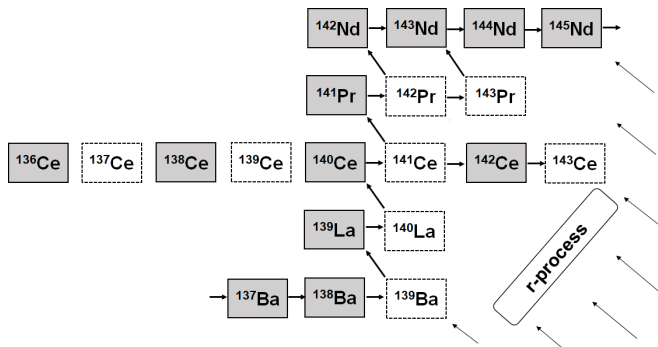 ¹⁴²Nd ¹⁴³Nd ¹⁴⁴Nd ¹⁴⁵Nd
¹⁴¹Pr ¹⁴²Pr ¹⁴³Pr
¹³⁶Ce ¹³⁷Ce ¹³⁸Ce ¹³⁹Ce ¹⁴⁰Ce ¹⁴¹Ce ¹⁴²Ce ¹⁴³Ce
¹³⁹La ¹⁴⁰La
r-process
¹³⁷Ba ¹³⁸Ba ¹³⁹Ba